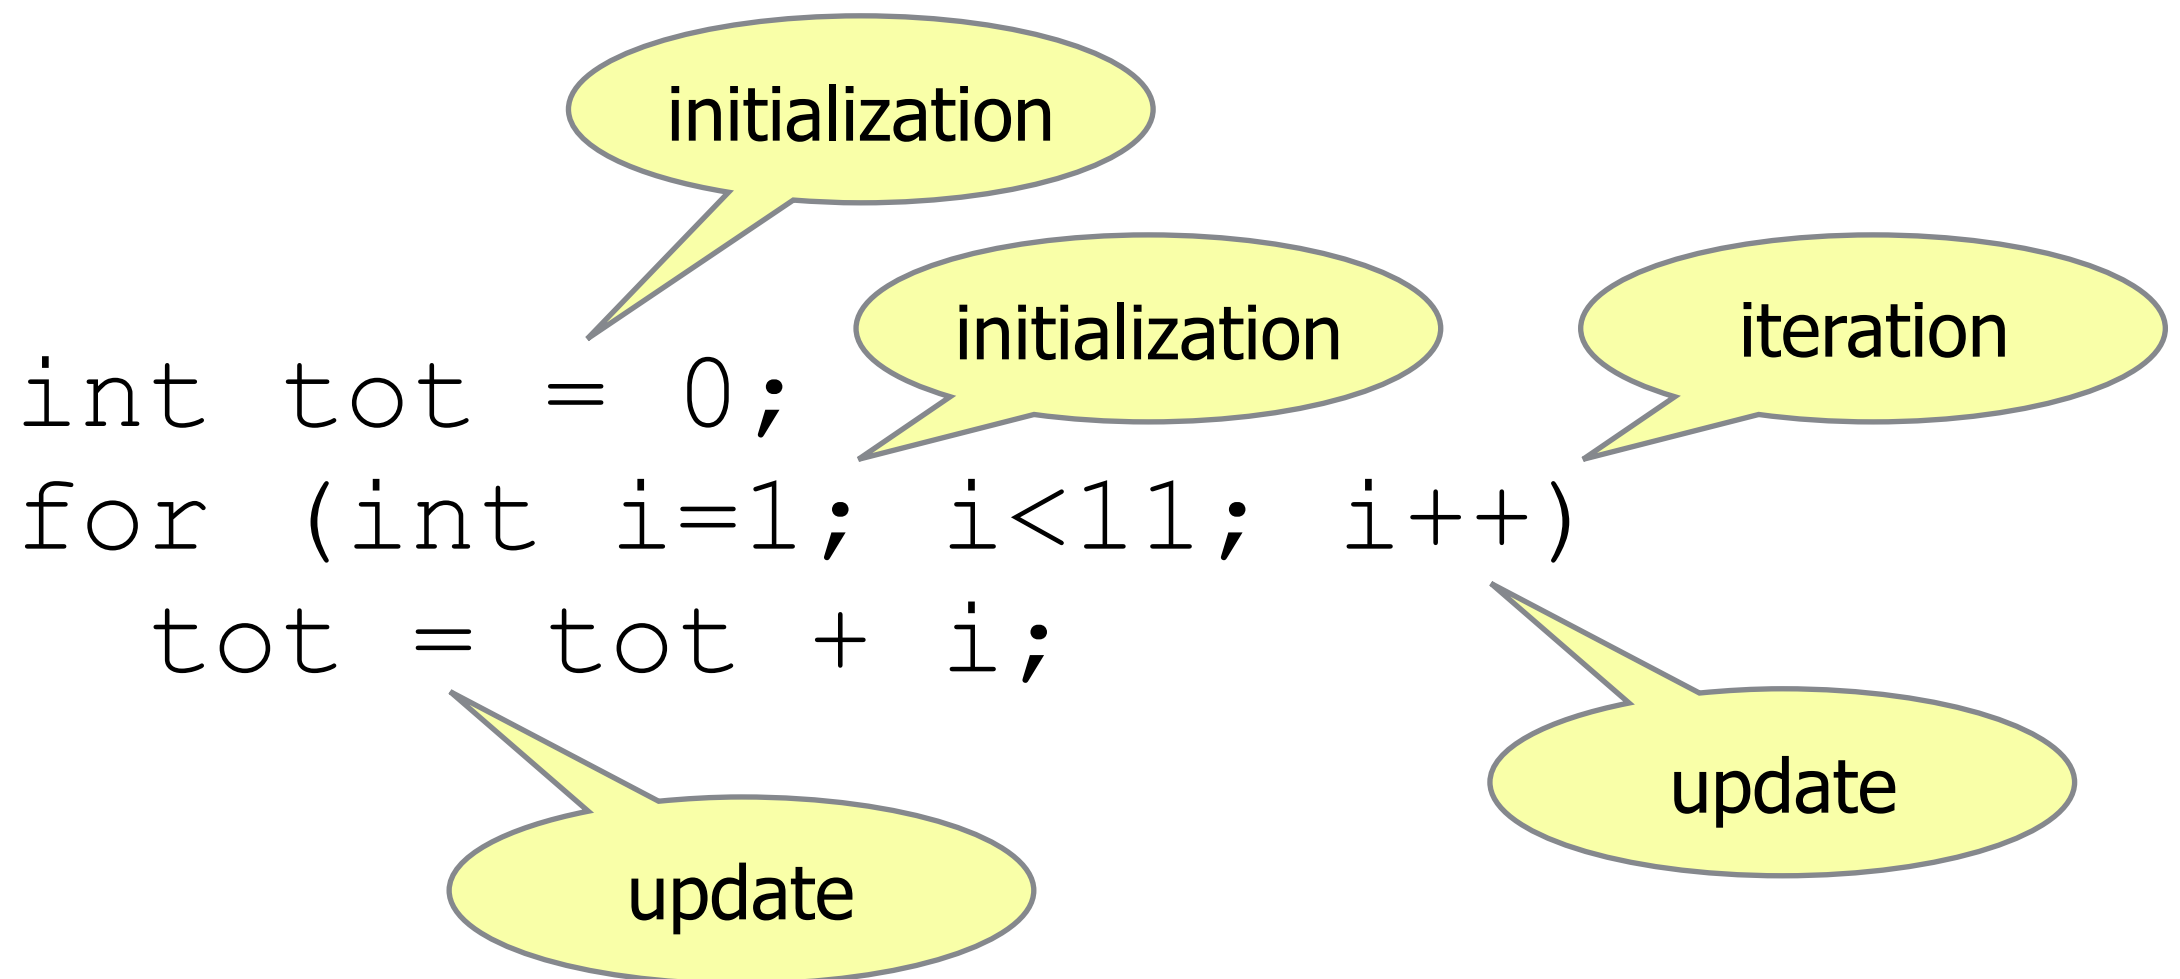 initialization
initialization
iteration
int tot = 0;
for (int i=1; i<11; i++)
  tot = tot + i;
update
update